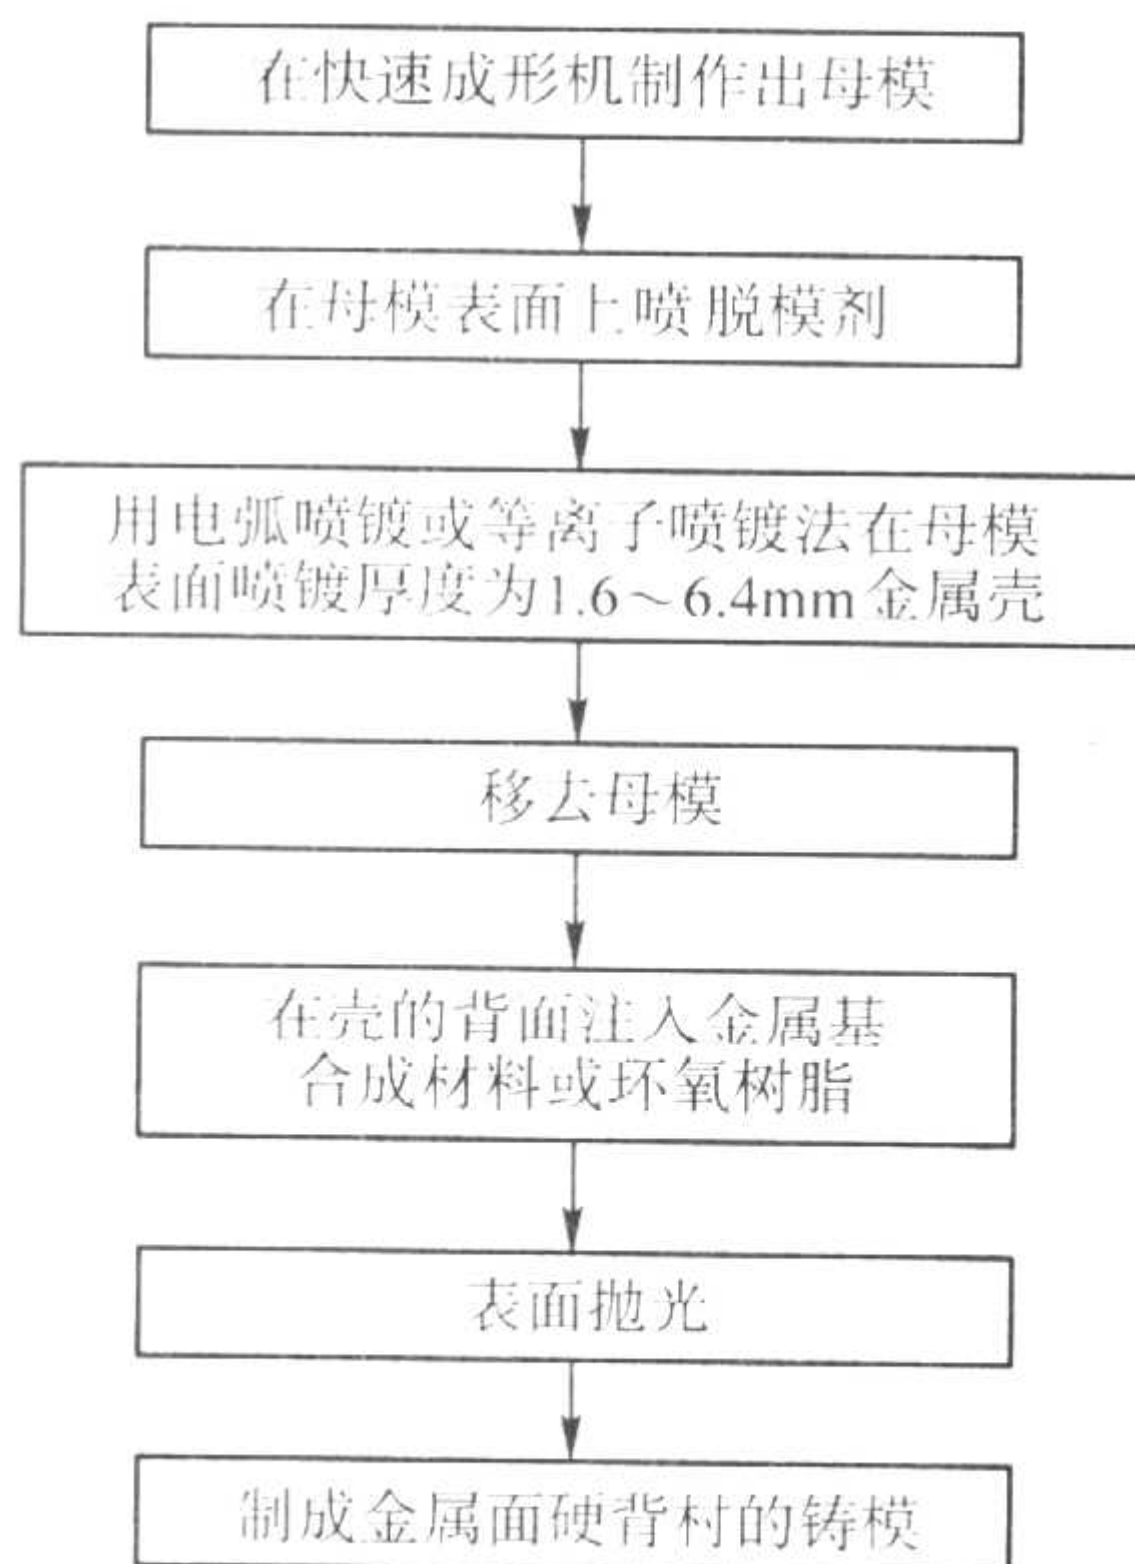 在快速成形机制作出母模
在母模表面上喷脱模剂
用电弧喷镀或等离子喷镀法在母模
表面喷镀厚度为1.6～6.4mm金属壳
移去母模
在壳的背面注入金属基
合成材料或环氧树脂
表面抛光
制成金属面硬背村的铸模